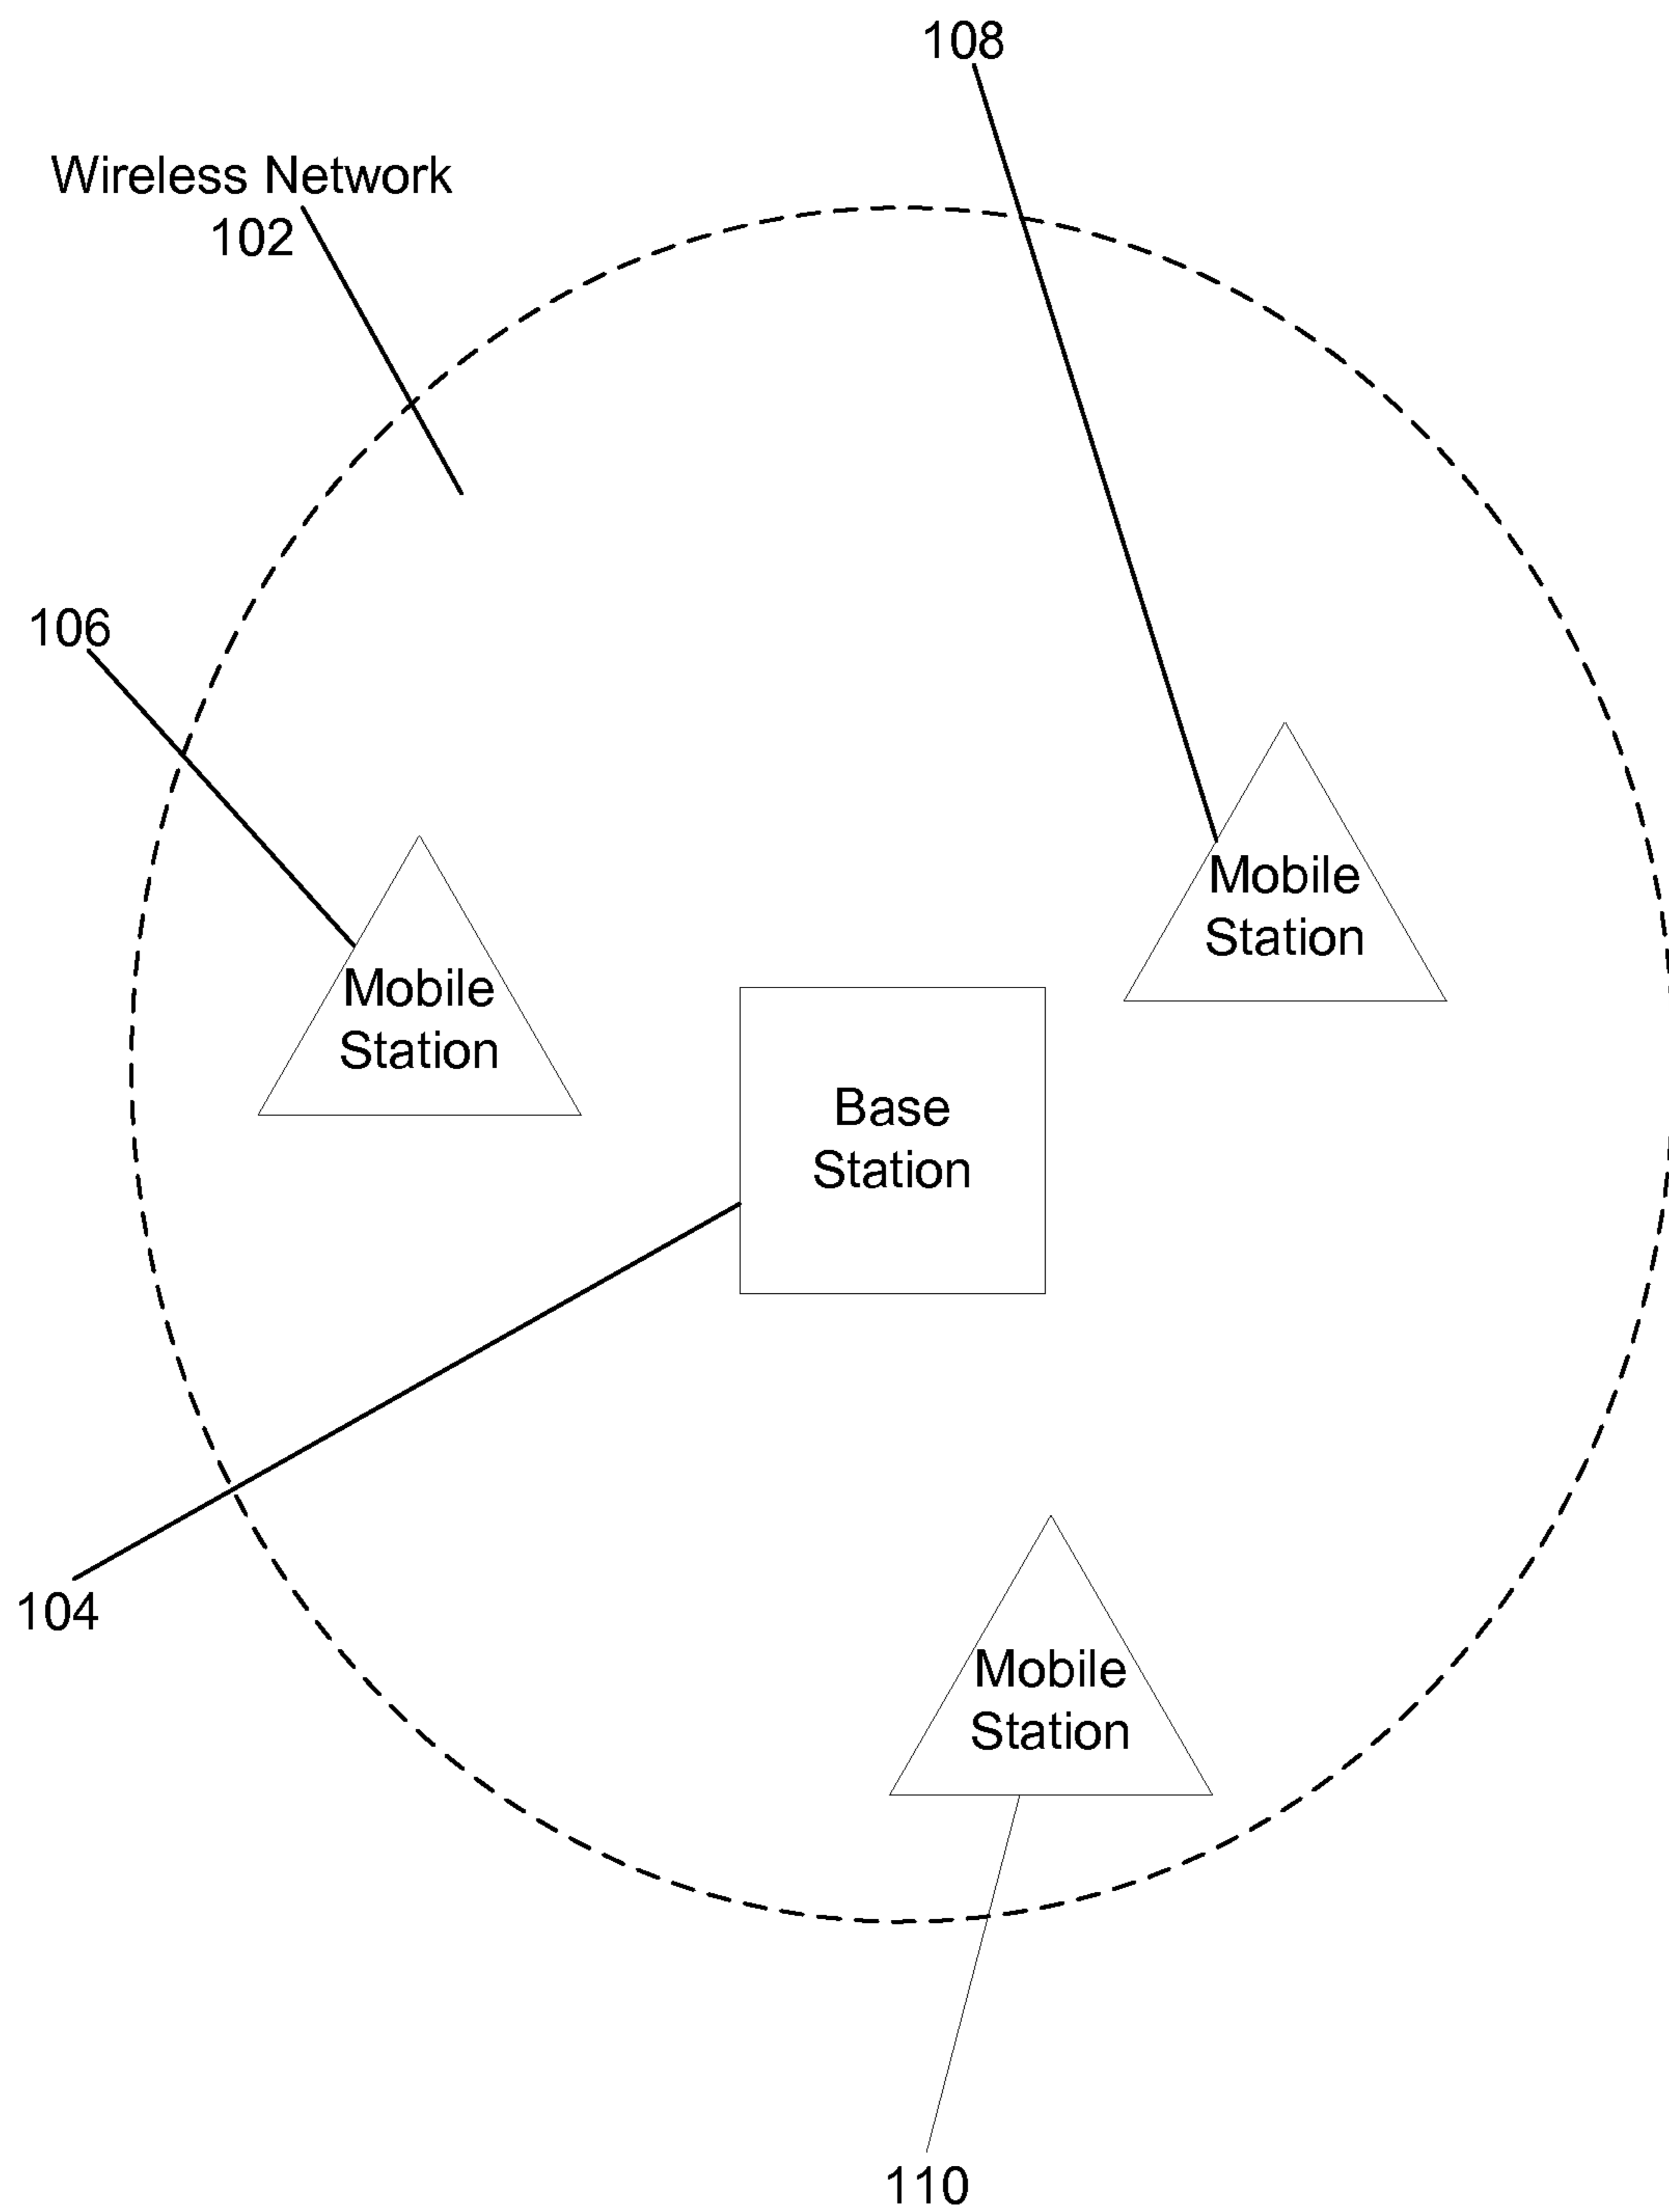 108
Wireless Network
102
106
Mobile
Station
Mobile
Station
Base
Station
104
Mobile
Station
110